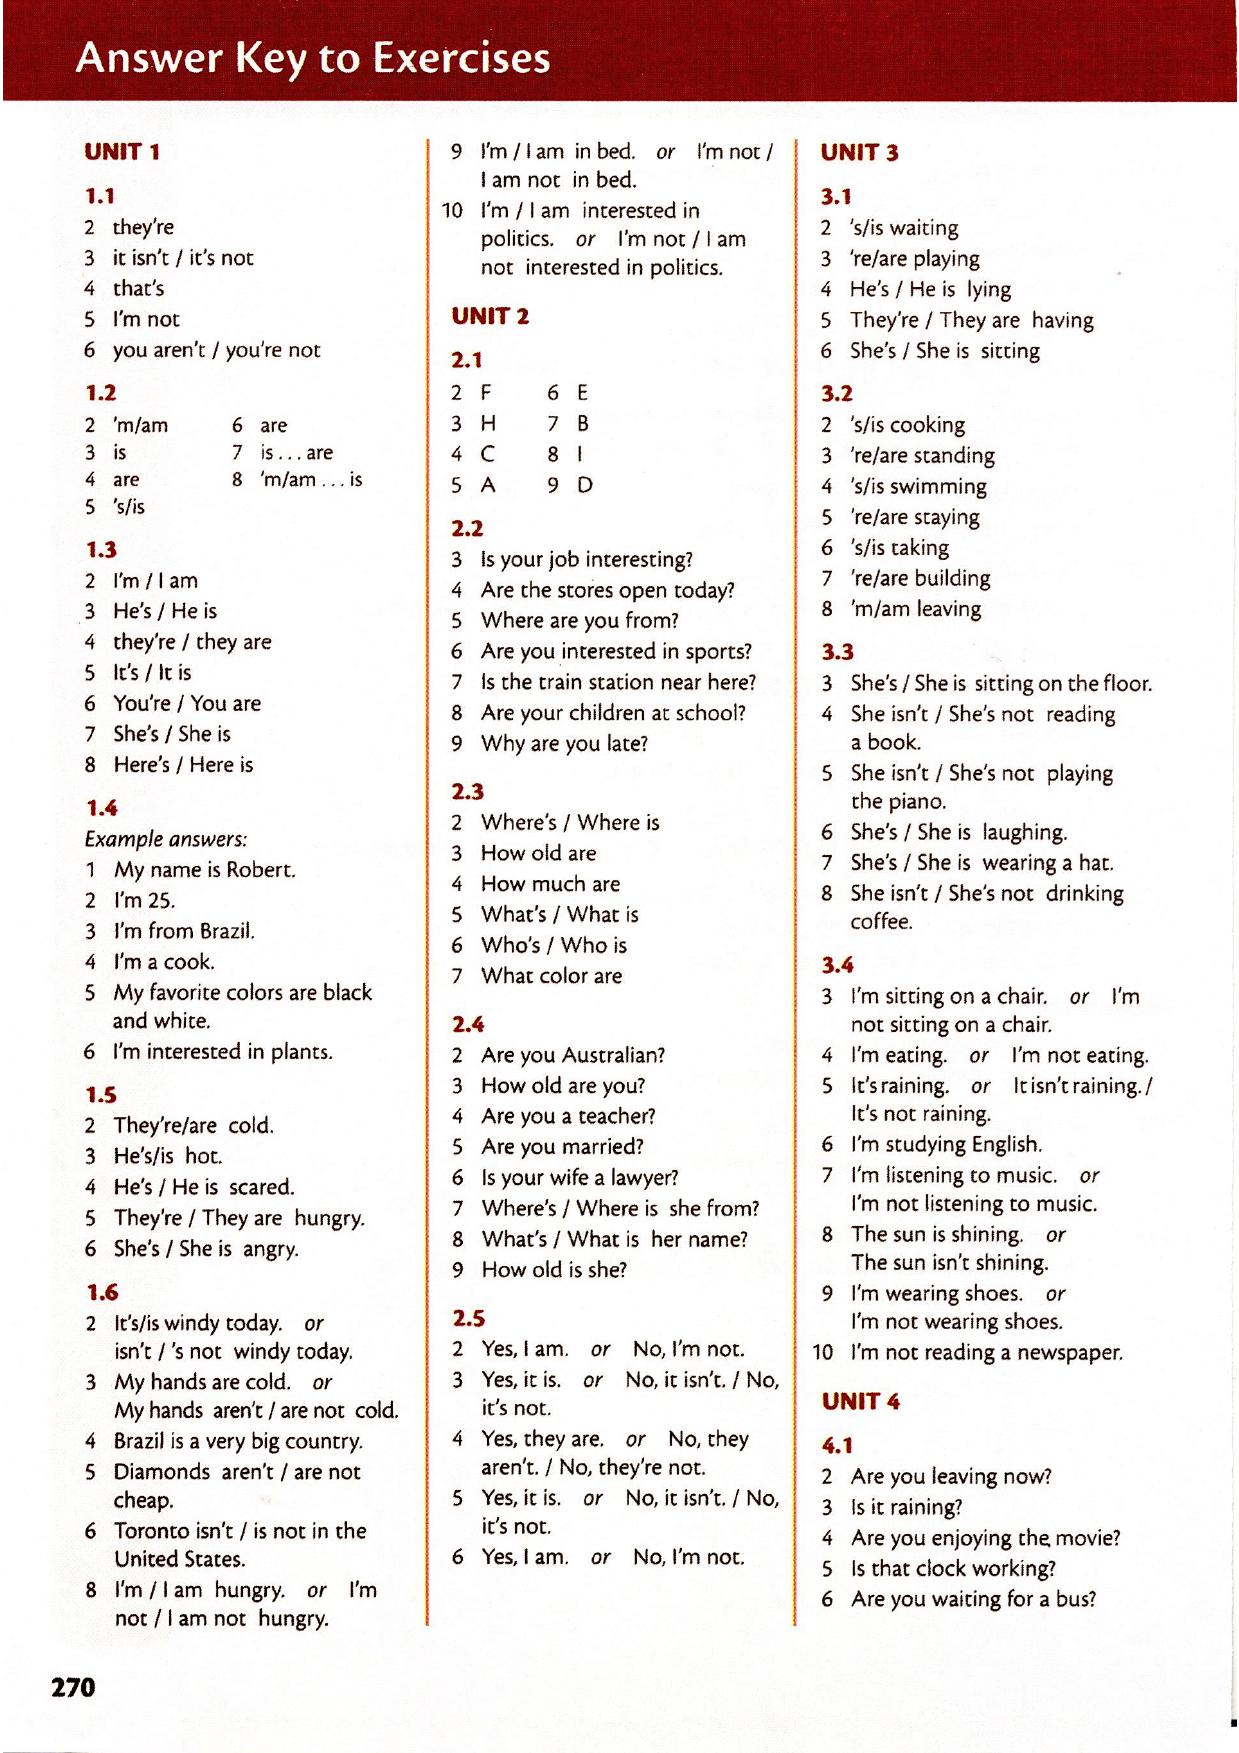 Answer Key to Exercises
UNIT 1
1.1
2 they're
3 it isn't / it's not
4 that's
5 I'm not
6 you aren't / you're not
1.2
2 'm/am 6 are
3 is 7 is . . . are
4 are 8 'm/am . . . is
5 's/is
1.3
2 I'm / I am
3 He's / He is
4 they're / they are
5 It's / It is
6 You're / You are
7 She's / She is
8 Here's / Here is
1.4
Example answers:
1 My name is Robert.
2 I'm 25.
3 I'm from Brazil.
4 I'm a cook.
5 My favorite colors are black
and white.
6 I'm interested in plants.
1.5
2 They're/are cold.
3 He's/is hot.
4 He's / He is scared.
5 They're / They are hungry.
6 She's / She is angry.
1.6
2 It's/is windy today. or
isn't / 's not windy today.
3 My hands are cold. or
My hands aren't / are not cold.
4 Brazil is a very big country.
5 Diamonds aren't / are not
cheap.
6 Toronto isn't / is not in the
United States.
8 I'm / I am hungry. or I'm
not / I am not hungry.
9 I'm / I am in bed. or I'm not /
I am not in bed.
10 I'm / I am interested in
politics. or I'm not / I am
not interested in politics.
UNIT 2
2.1
2 F 6 E
3 H 7 B
4 C 8 I
5 A 9 D
2.2
3 Is your job interesting?
4 Are the stores open today?
5 Where are you from?
6 Are you interested in sports?
7 Is the train station near here?
8 Are your children at school?
9 Why are you late?
2.3
2 Where's / Where is
3 How old are
4 How much are
5 What's / What is
6 Who's / Who is
7 What color are
2.4
2 Are you Australian?
3 How old are you?
4 Are you a teacher?
5 Are you married?
6 Is your wife a lawyer?
7 Where's / Where is she from?
8 What's / What is her name?
9 How old is she?
2.5
2 Yes, I am. or No, I'm not.
3 Yes, it is. or No, it isn't. / No,
it's not.
4 Yes, they are. or No, they
aren't. / No, they're not.
5 Yes, it is. or No, it isn't. / No,
it's not.
6 Yes, I am. or No, I'm not.
UNIT 3
3.1
2 's/is waiting
3 're/are playing
4 He's / He is lying
5 They're / They are having
6 She's / She is sitting
3.2
2 's/is cooking
3 're/are standing
4 's/is swimming
5 're/are staying
6 's/is taking
7 're/are building
8 'm/am leaving
3.3
3 She's / She is sitting on the floor.
4 She isn't / She's not reading
a book.
5 She isn't / She's not playing
the piano.
6 She's / She is laughing.
7 She's / She is wearing a hat.
8 She isn't / She's not drinking
coffee.
3.4
3 I'm sitting on a chair. or I'm
not sitting on a chair.
4 I'm eating. or I'm not eating.
5 It's raining. or It isn't raining. /
It's not raining.
6 I'm studying English.
7 I'm listening to music. or
I'm not listening to music.
8 The sun is shining. or
The sun isn't shining.
9 I'm wearing shoes. or
I'm not wearing shoes.
10 I'm not reading a newspaper.
UNIT 4
4.1
2 Are you leaving now?
3 Is it raining?
4 Are you enjoying the movie?
5 Is that clock working?
6 Are you waiting for a bus?
270